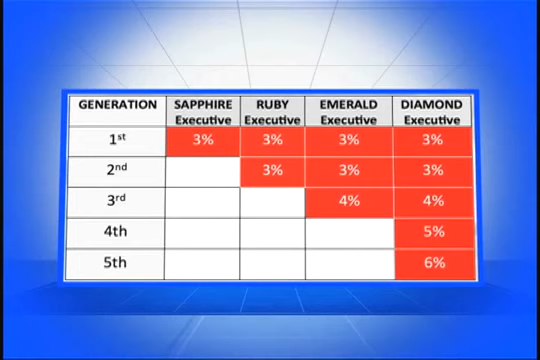 GENERATION SAPPHIRE Executive RUBY Executive EMERALD Executive DIAMOND Executive
1st 3% 3% 3% 3%
2nd 3% 3% 3%
3rd 4% 4%
4th 5%
5th 6%